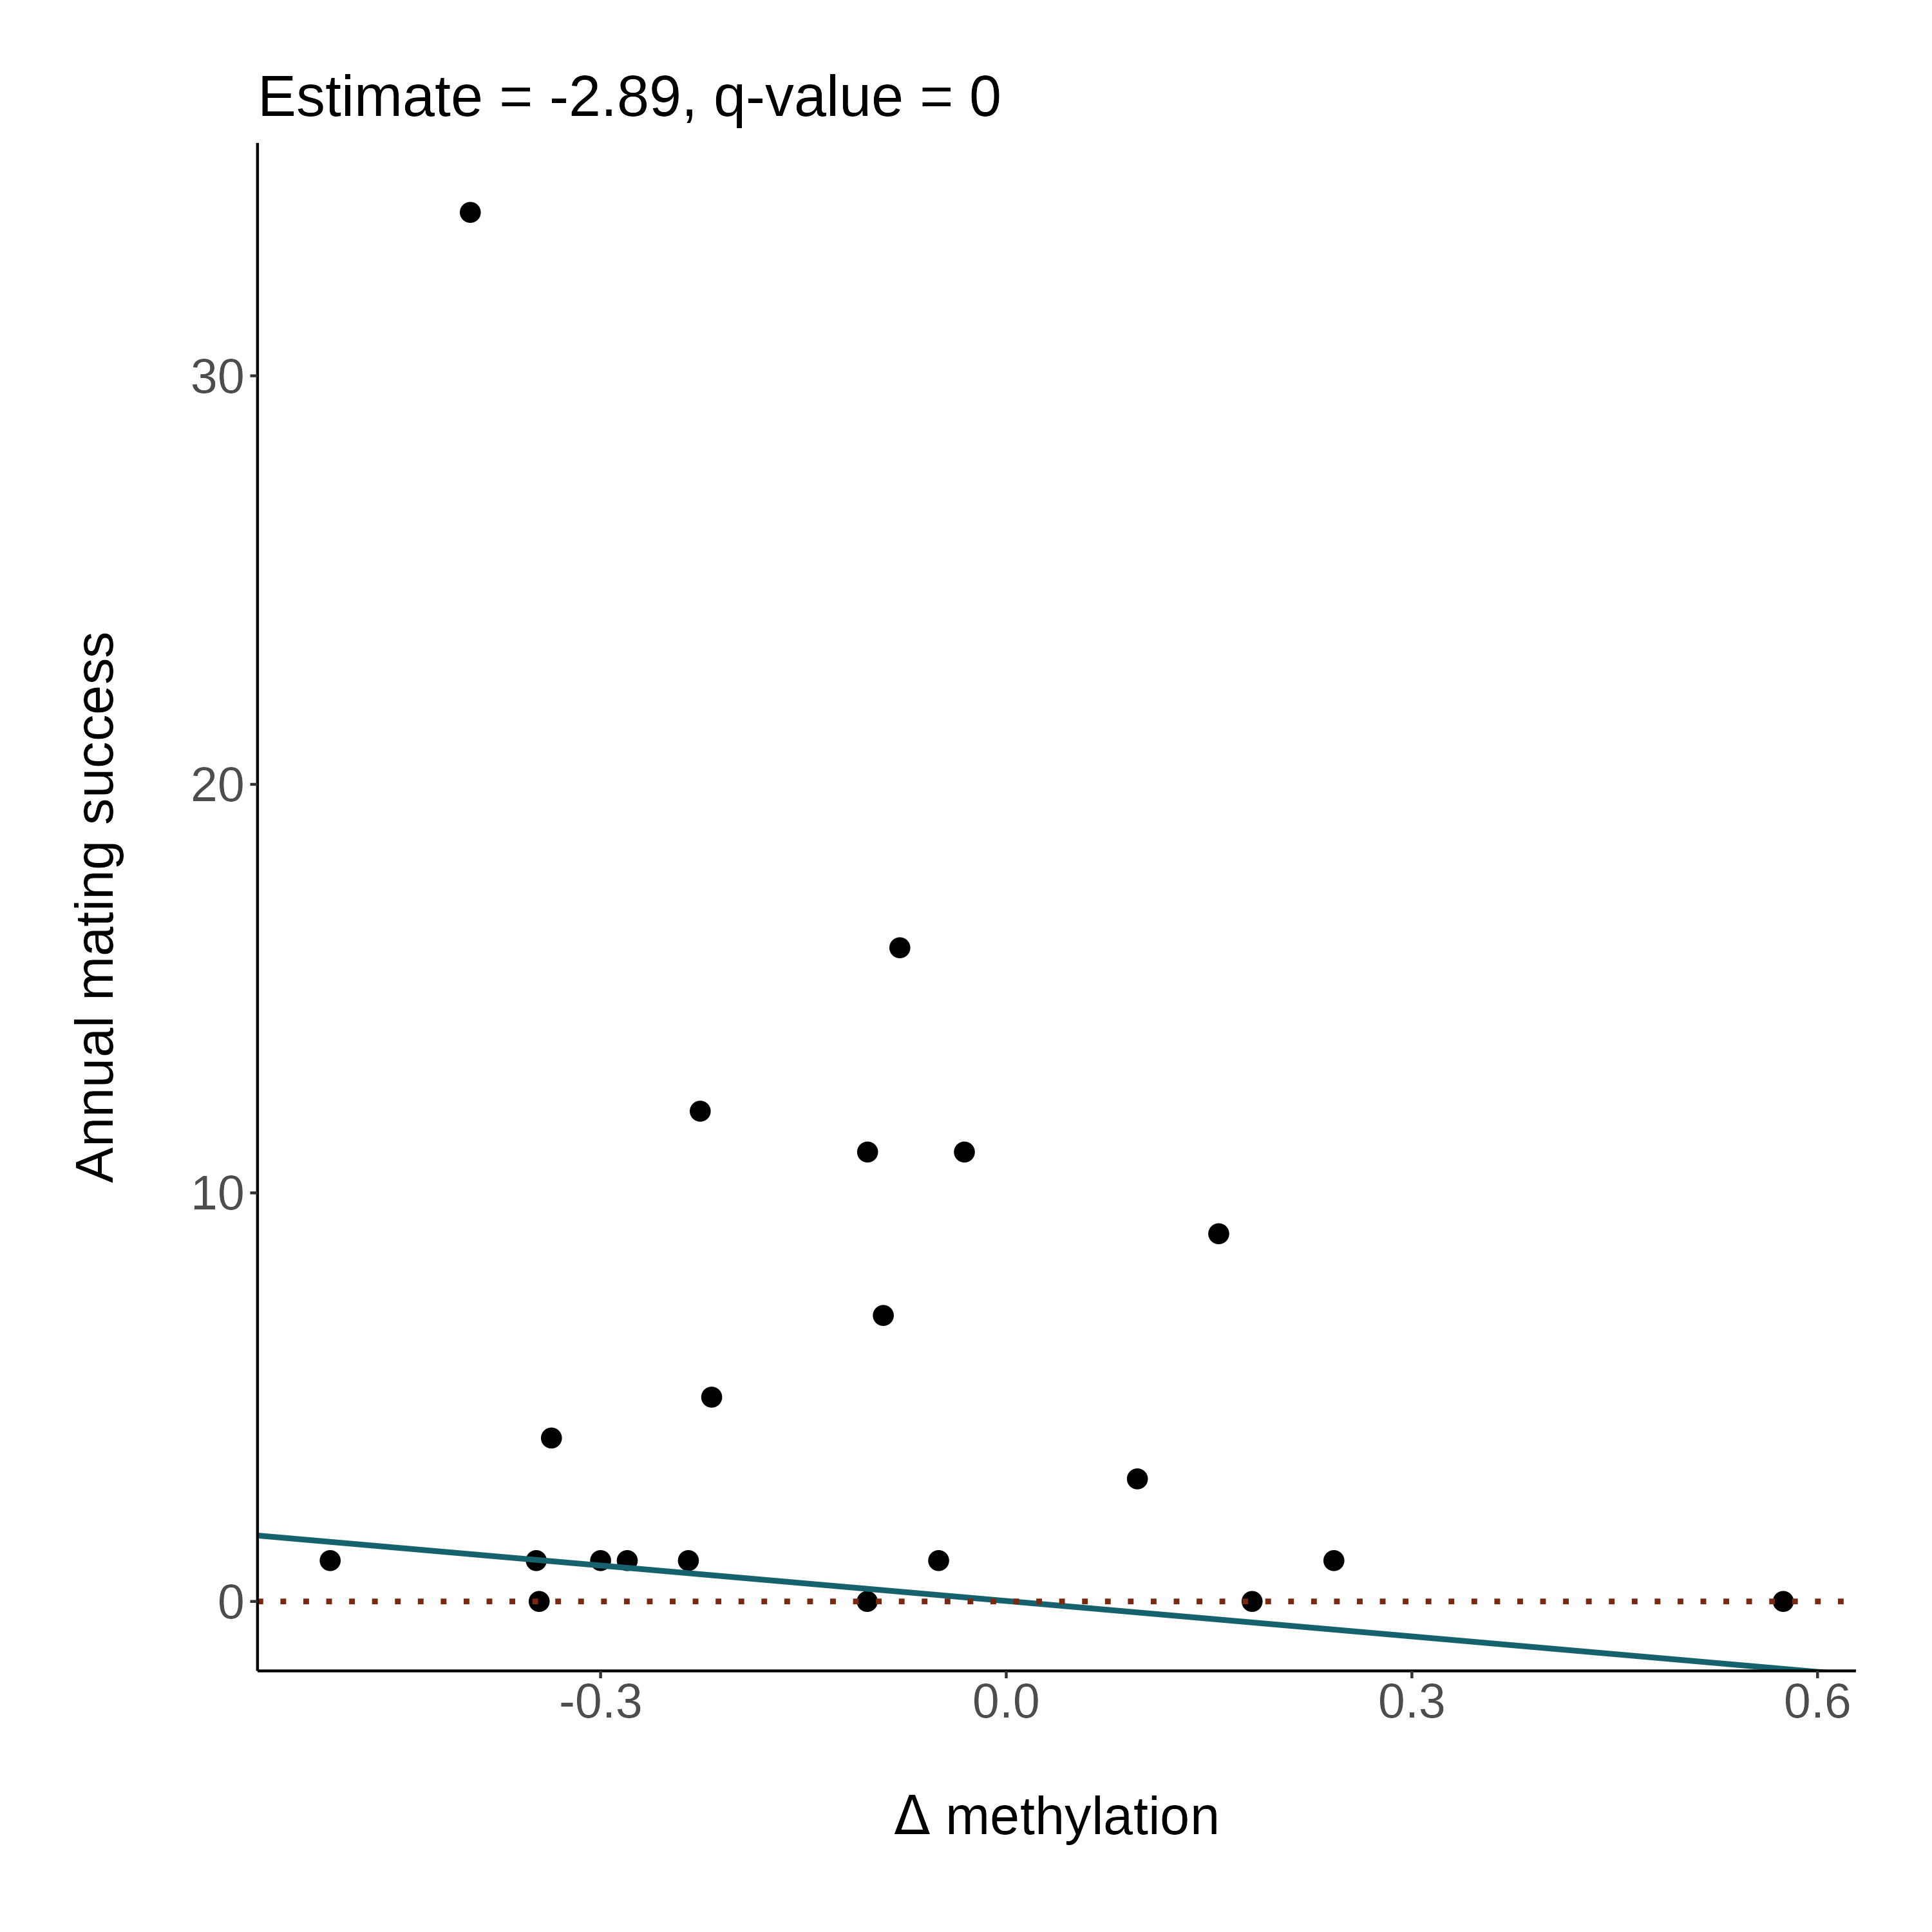 Estimate = -2.89, q-value = 0
Annual mating success
30
20
10
0
-0.3
0.0
0.3
0.6
Δ methylation